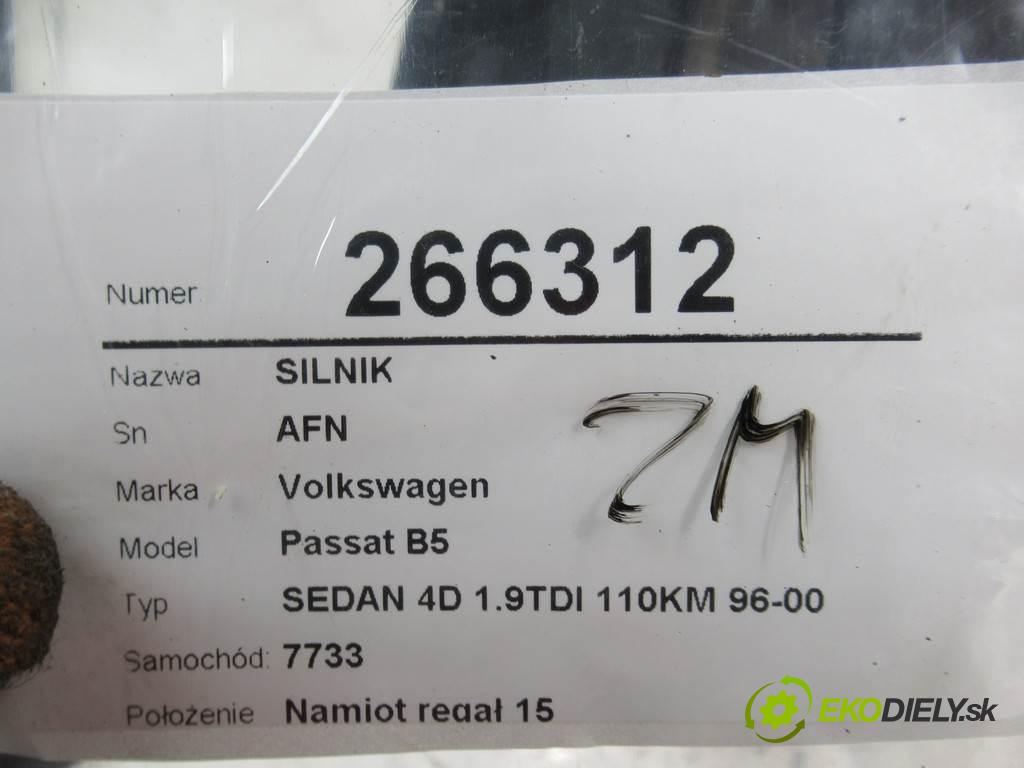 Numer 266312
Nazwa SILNIK
Sn AFN
ZM
Marka Volkswagen
Model Passat B5
Typ SEDAN 4D 1.9TDI 110KM 96-00
Samochód: 7733
Położenie Namiot regał 15
EKODIELY.sk